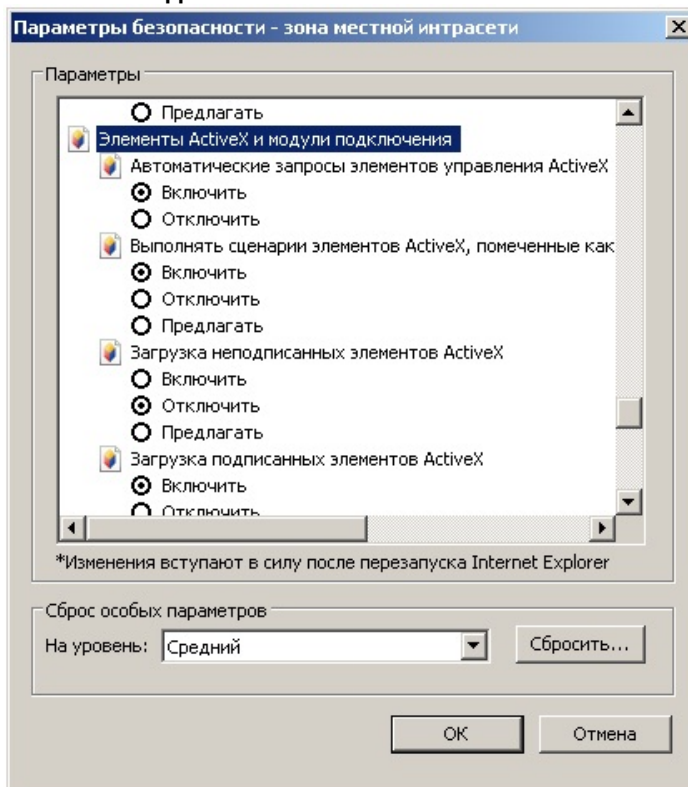 Параметры безопасности - зона местной интрасети
Параметры
Предлагать
Элементы ActiveX и модули подключения
Автоматические запросы элементов управления ActiveX
Включить
Отключить
Выполнять сценарии элементов ActiveX, помеченные как
Включить
Отключить
Предлагать
Загрузка неподписанных элементов ActiveX
Включить
Отключить
Предлагать
Загрузка подписанных элементов ActiveX
Включить
Отключить
*Изменения вступают в силу после перезапуска Internet Explorer
Сброс особых параметров
На уровень: Средний Сбросить...
ОК Отмена